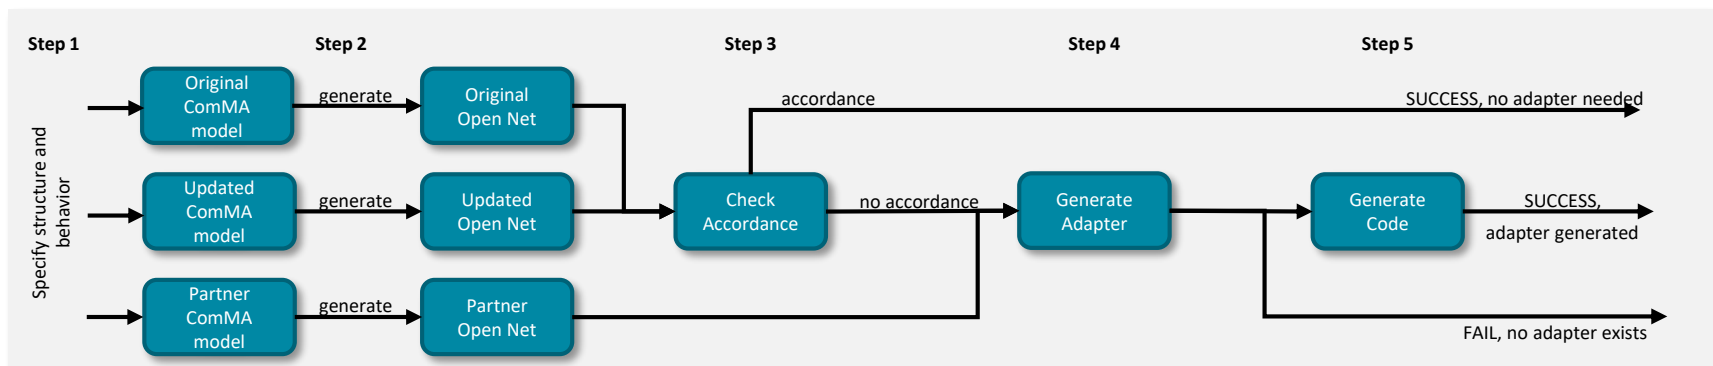 Step 1
Step 2
Step 3
Step 4
Step 5
Specify structure and
behavior
Original
ComMA
model
generate
Original
Open Net
accordance
SUCCESS, no adapter needed
Updated
ComMA
model
generate
Updated
Open Net
Check
Accordance
no accordance
Generate
Adapter
Generate
Code
SUCCESS,
adapter generated
Partner
ComMA
model
generate
Partner
Open Net
FAIL, no adapter exists